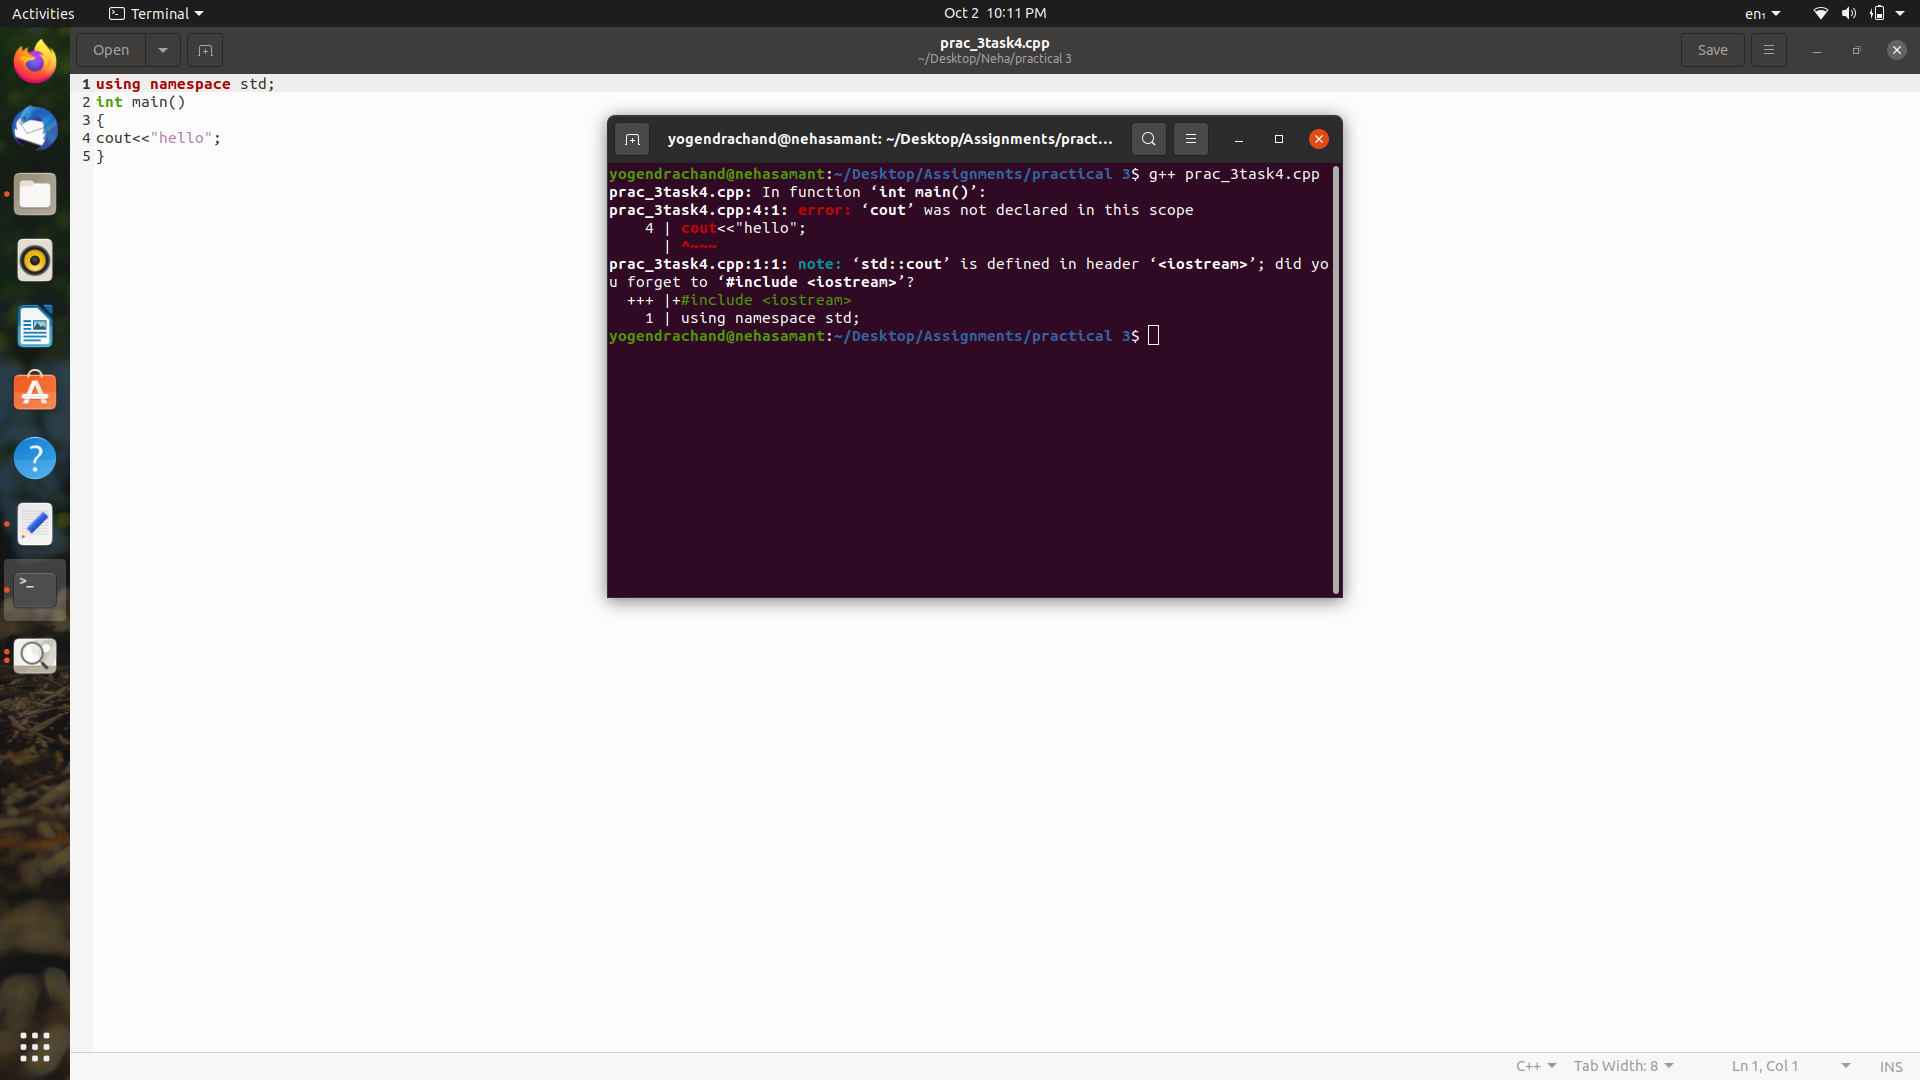 Activities Terminal Oct 2 10:11 PM en₁
Open prac_3task4.cpp Save
~/Desktop/Neha/practical 3
1 using namespace std;
2 int main()
3 {
4 cout<<"hello";
5 }
yogendrachand@nehasamant: ~/Desktop/Assignments/pract...
yogendrachand@nehasamant:~/Desktop/Assignments/practical 3$ g++ prac_3task4.cpp
prac_3task4.cpp: In function ‘int main()’:
prac_3task4.cpp:4:1: error: ‘cout’ was not declared in this scope
    4 | cout<<"hello";
      | ^~~~
prac_3task4.cpp:1:1: note: ‘std::cout’ is defined in header ‘<iostream>’; did yo
u forget to ‘#include <iostream>’?
  +++ |+#include <iostream>
    1 | using namespace std;
yogendrachand@nehasamant:~/Desktop/Assignments/practical 3$
C++ Tab Width: 8 Ln 1, Col 1 INS